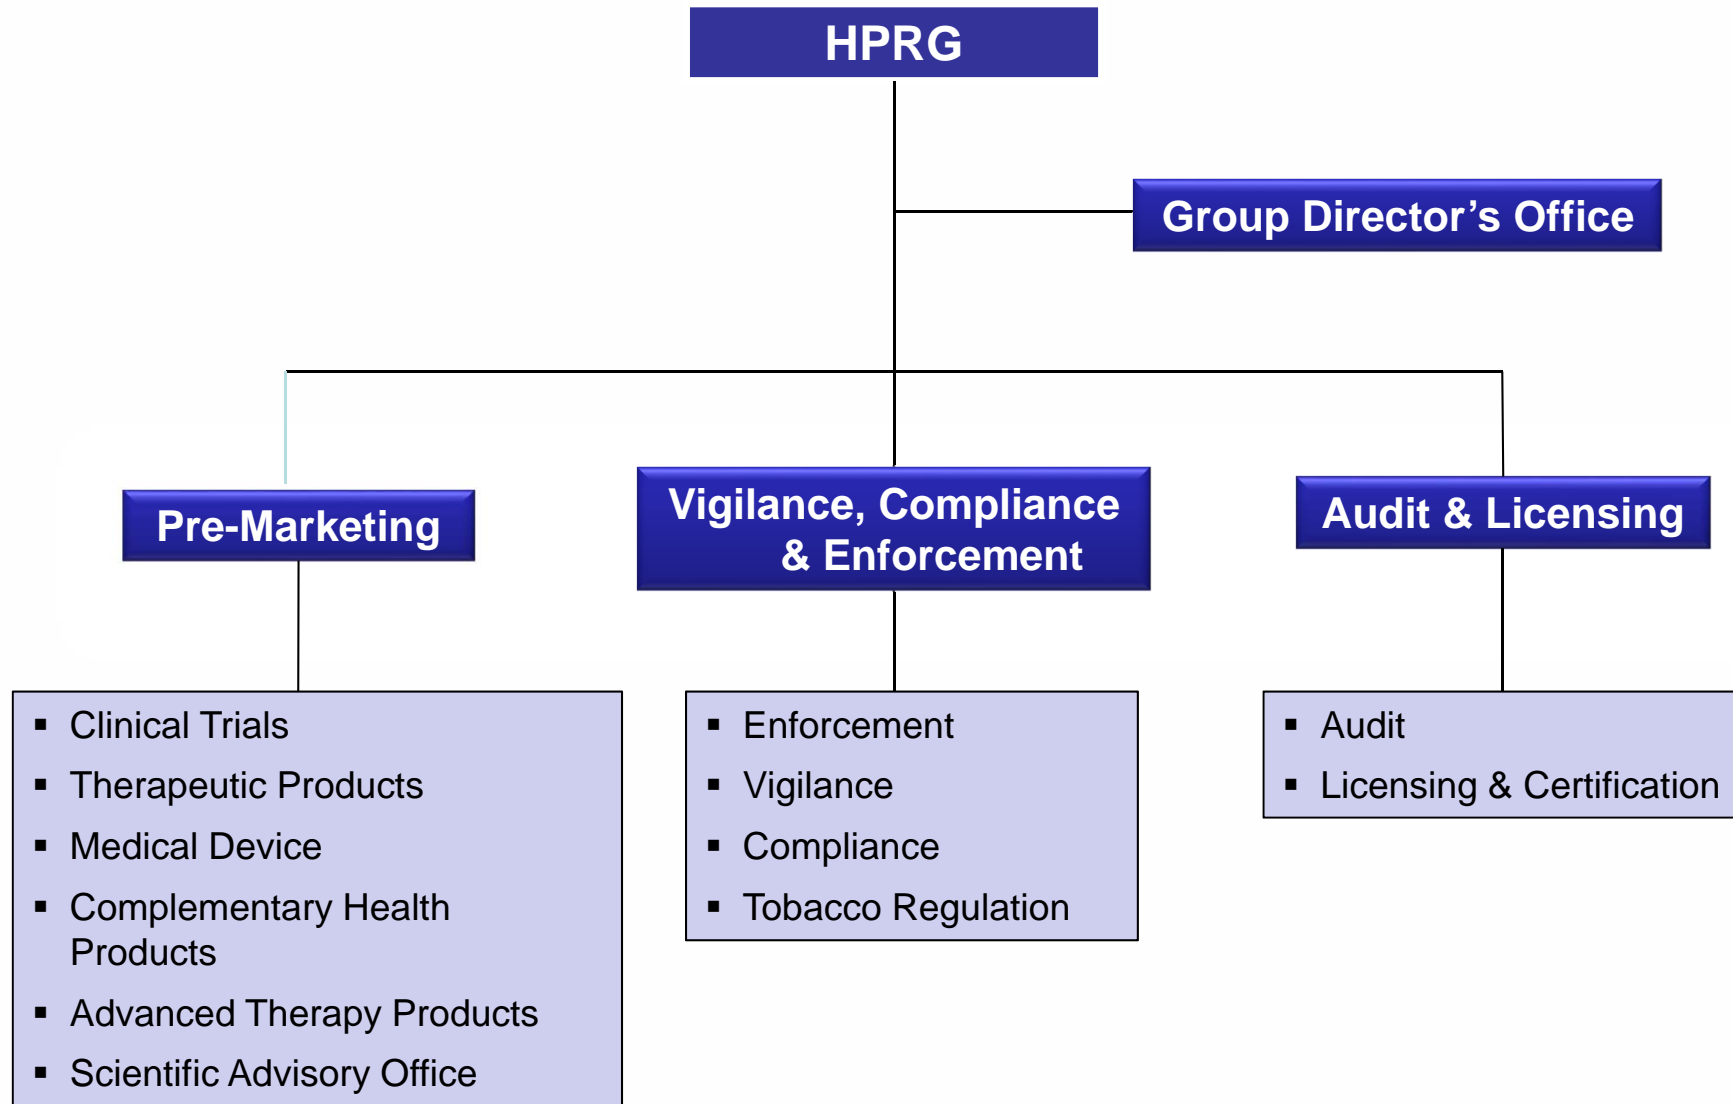 HPRG
Group Director’s Office
Pre-Marketing
Vigilance, Compliance
& Enforcement
Audit & Licensing
▪ Clinical Trials
▪ Therapeutic Products
▪ Medical Device
▪ Complementary Health
Products
▪ Advanced Therapy Products
▪ Scientific Advisory Office
▪ Enforcement
▪ Vigilance
▪ Compliance
▪ Tobacco Regulation
▪ Audit
▪ Licensing & Certification